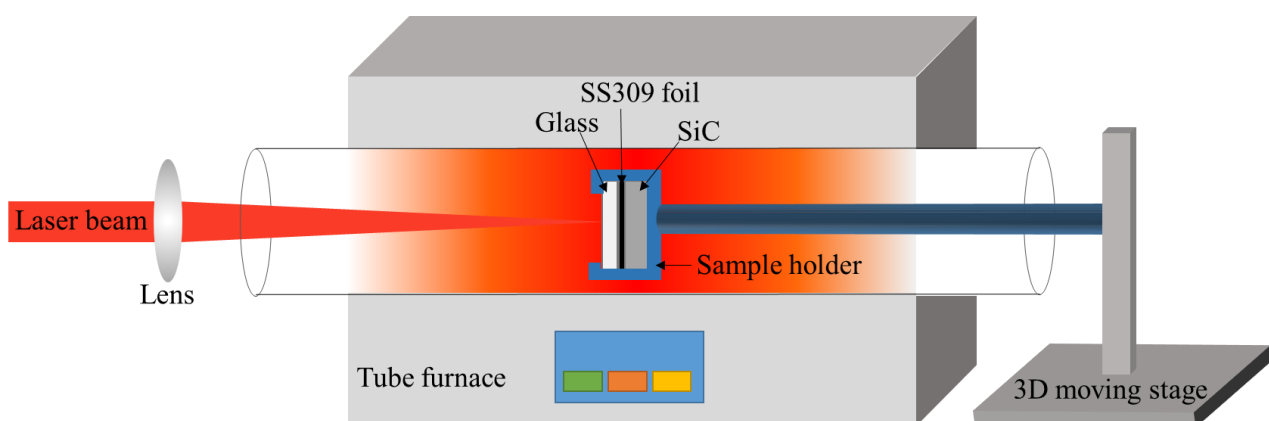 SS309 foil
Glass
SiC
Laser beam
Sample holder
Lens
Tube furnace
3D moving stage